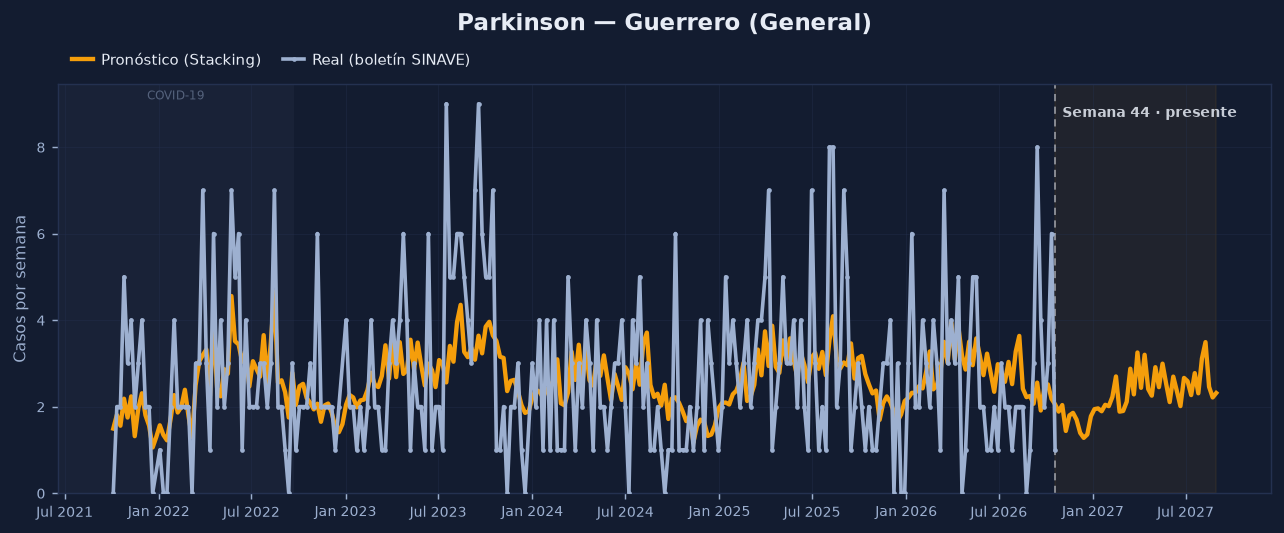 Parkinson — Guerrero (General)
Pronóstico (Stacking)
Real (boletín SINAVE)
COVID-19
Semana 44 · presente
Casos por semana
8
6
4
2
0
Jul 2021
Jan 2022
Jul 2022
Jan 2023
Jul 2023
Jan 2024
Jul 2024
Jan 2025
Jul 2025
Jan 2026
Jul 2026
Jan 2027
Jul 2027